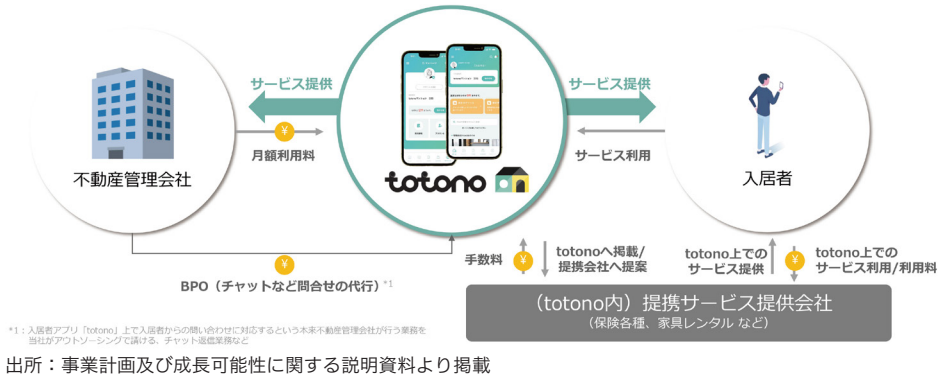 サービス提供
サービス提供
¥
月額利用料
サービス利用
不動産管理会社
totono
入居者
¥
BPO（チャットなど問合せの代行）*1
手数料
¥
totonoへ掲載/
提携会社へ提案
totono上での
サービス提供
¥
totono上での
サービス利用/利用料
（totono内）提携サービス提供会社
（保険各種、家具レンタル など）
*1：入居者アプリ「totono」上で入居者からの問い合わせに対応するという本来不動産管理会社が行う業務を
当社がアウトソーシングで請ける、チャット返信業務など
出所：事業計画及び成長可能性に関する説明資料より掲載